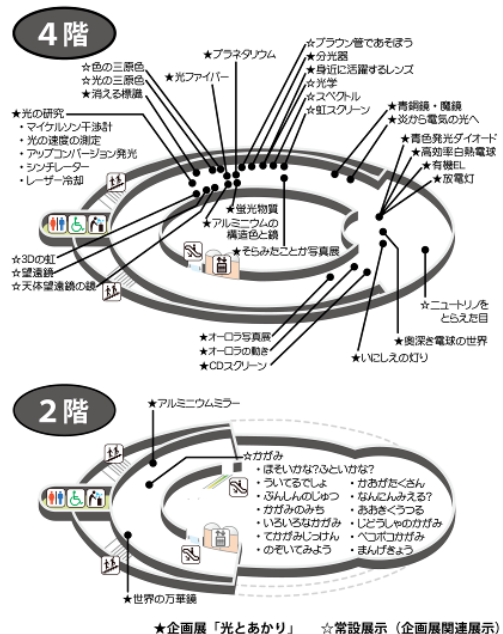 4階
☆色の三原色
☆光の三原色
★消える標識
★光の研究
・マイケルソン干渉計
・光の速度の測定
・アップコンバージョン発光
・シンチレーター
・レーザー冷却
★プラネタリウム
★光ファイバー
☆ブラウン管であそぼう
★分光器
★身近に活躍するレンズ
☆光学
☆スペクトル
☆虹スクリーン
★青銅鏡・魔鏡
★炎から電気の光へ
★青色発光ダイオード
★高効率白熱電球
★有機EL
★放電灯
★蛍光物質
★アルミニウムの
構造色と鏡
★そらみたことか写真展
☆3Dの虹
☆望遠鏡
☆天体望遠鏡の鏡
☆ニュートリノを
とらえた目
★オーロラ写真展
★オーロラの動き
★CDスクリーン
★奥深き電球の世界
★いにしえの灯り
2階
★アルミニウムミラー
☆かがみ
・ほそいかな?ふといかな?
・ういてるでしょ
・ぶんしんのじゅつ
・かがみのみち
・いろいろなかがみ
・てかがみじっけん
・のぞいてみよう
・かおがたくさん
・なんにんみえる?
・おおきくうつる
・じどうしゃのかがみ
・ペコボコかがみ
・まんげきょう
★世界の万華鏡
★企画展「光とあかり」 ☆常設展示（企画展関連展示）